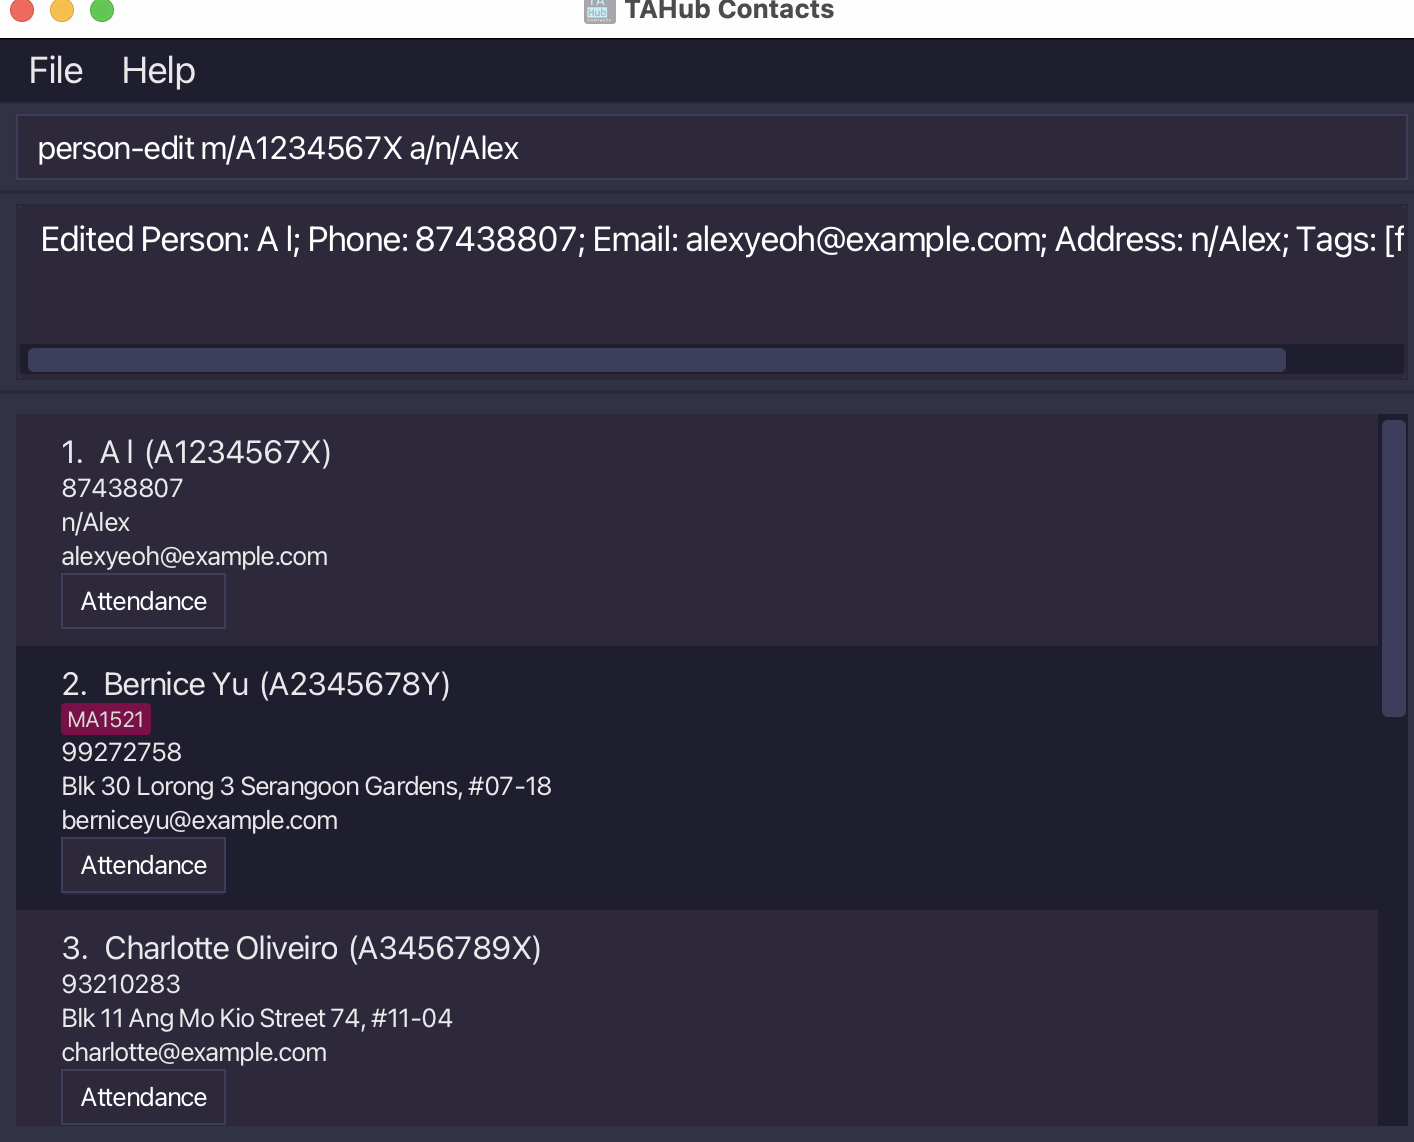 TAHub Contacts
File Help
person-edit m/A1234567X a/n/Alex
Edited Person: A l; Phone: 87438807; Email: alexyeoh@example.com; Address: n/Alex; Tags: [f
1. A l (A1234567X)
87438807
n/Alex
alexyeoh@example.com
Attendance
2. Bernice Yu (A2345678Y)
MA1521
99272758
Blk 30 Lorong 3 Serangoon Gardens, #07-18
berniceyu@example.com
Attendance
3. Charlotte Oliveiro (A3456789X)
93210283
Blk 11 Ang Mo Kio Street 74, #11-04
charlotte@example.com
Attendance